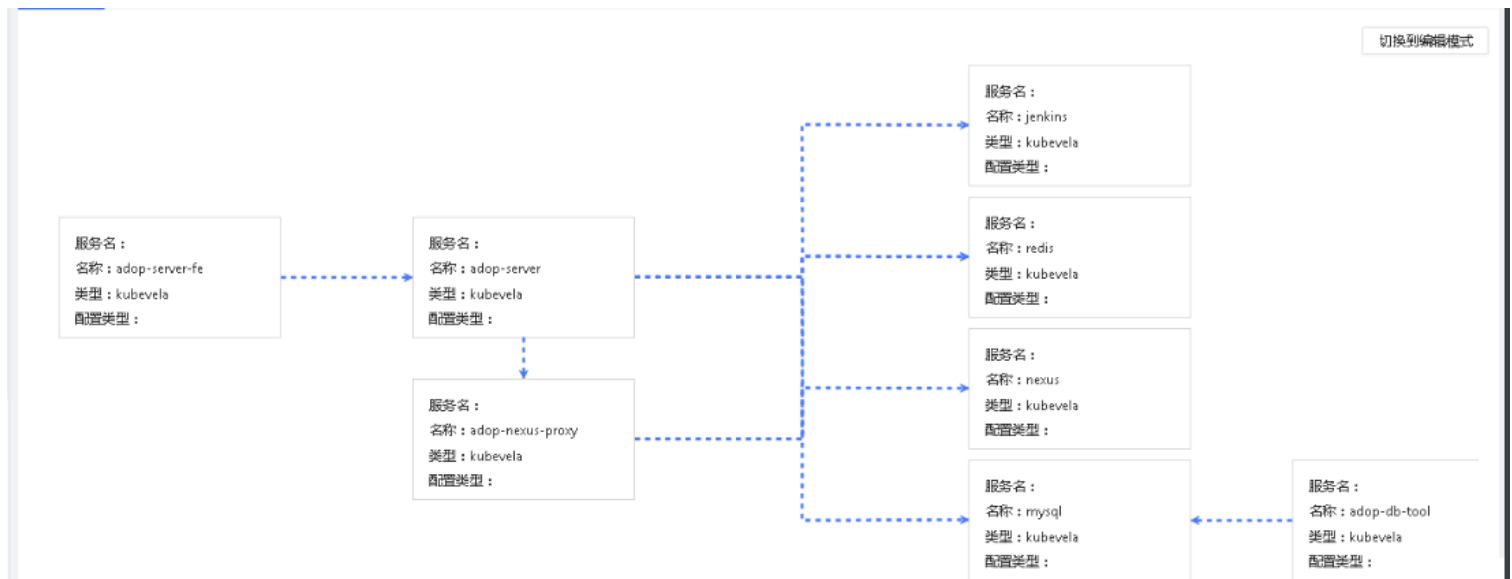 切换到编辑模式
服务名：
名称：jenkins
类型：kubevela
配置类型：
服务名：
名称：adop-server-fe
类型：kubevela
配置类型：
服务名：
名称：adop-server
类型：kubevela
配置类型：
服务名：
名称：redis
类型：kubevela
配置类型：
服务名：
名称：nexus
类型：kubevela
配置类型：
服务名：
名称：adop-nexus-proxy
类型：kubevela
配置类型：
服务名：
名称：mysql
类型：kubevela
配置类型：
服务名：
名称：adop-db-tool
类型：kubevela
配置类型：